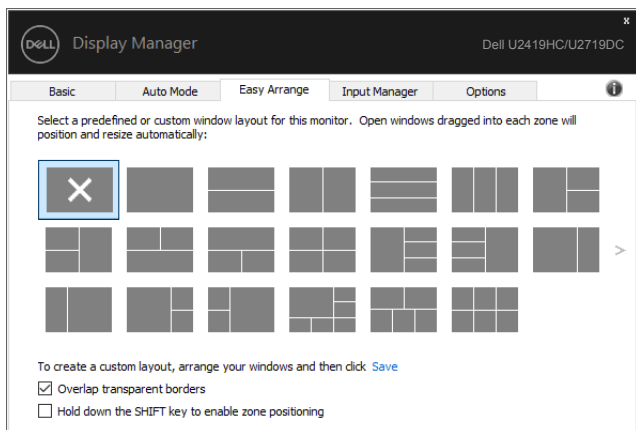 x
DELL Display Manager Dell U2419HC/U2719DC
Basic Auto Mode Easy Arrange Input Manager Options
Select a predefined or custom window layout for this monitor. Open windows dragged into each zone will
position and resize automatically:
To create a custom layout, arrange your windows and then click Save
Overlap transparent borders
Hold down the SHIFT key to enable zone positioning